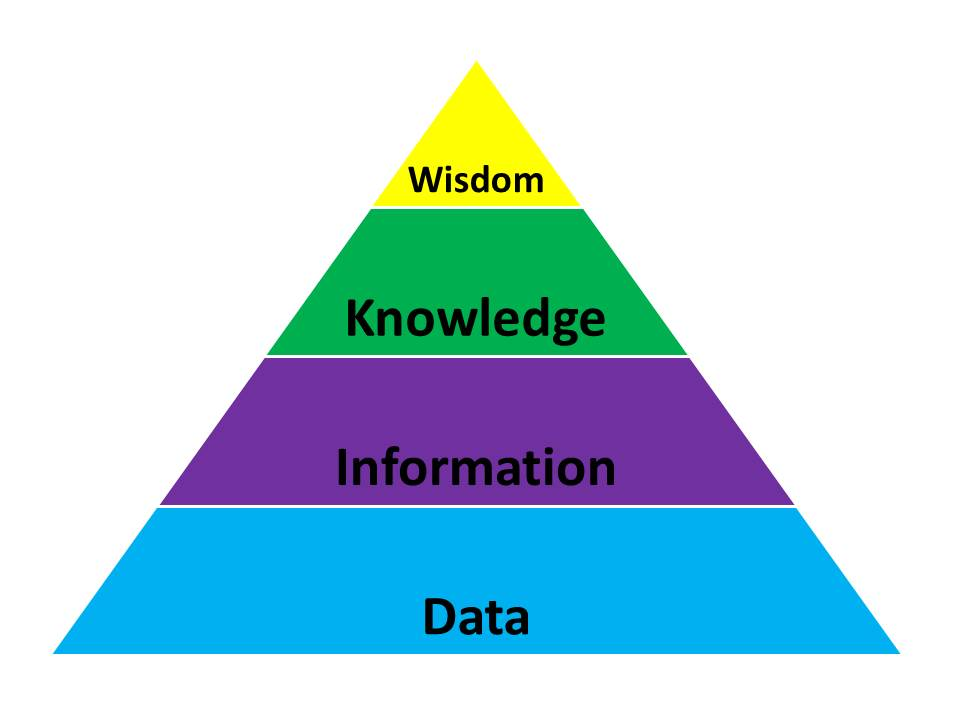 Wisdom
Knowledge
Information
Data